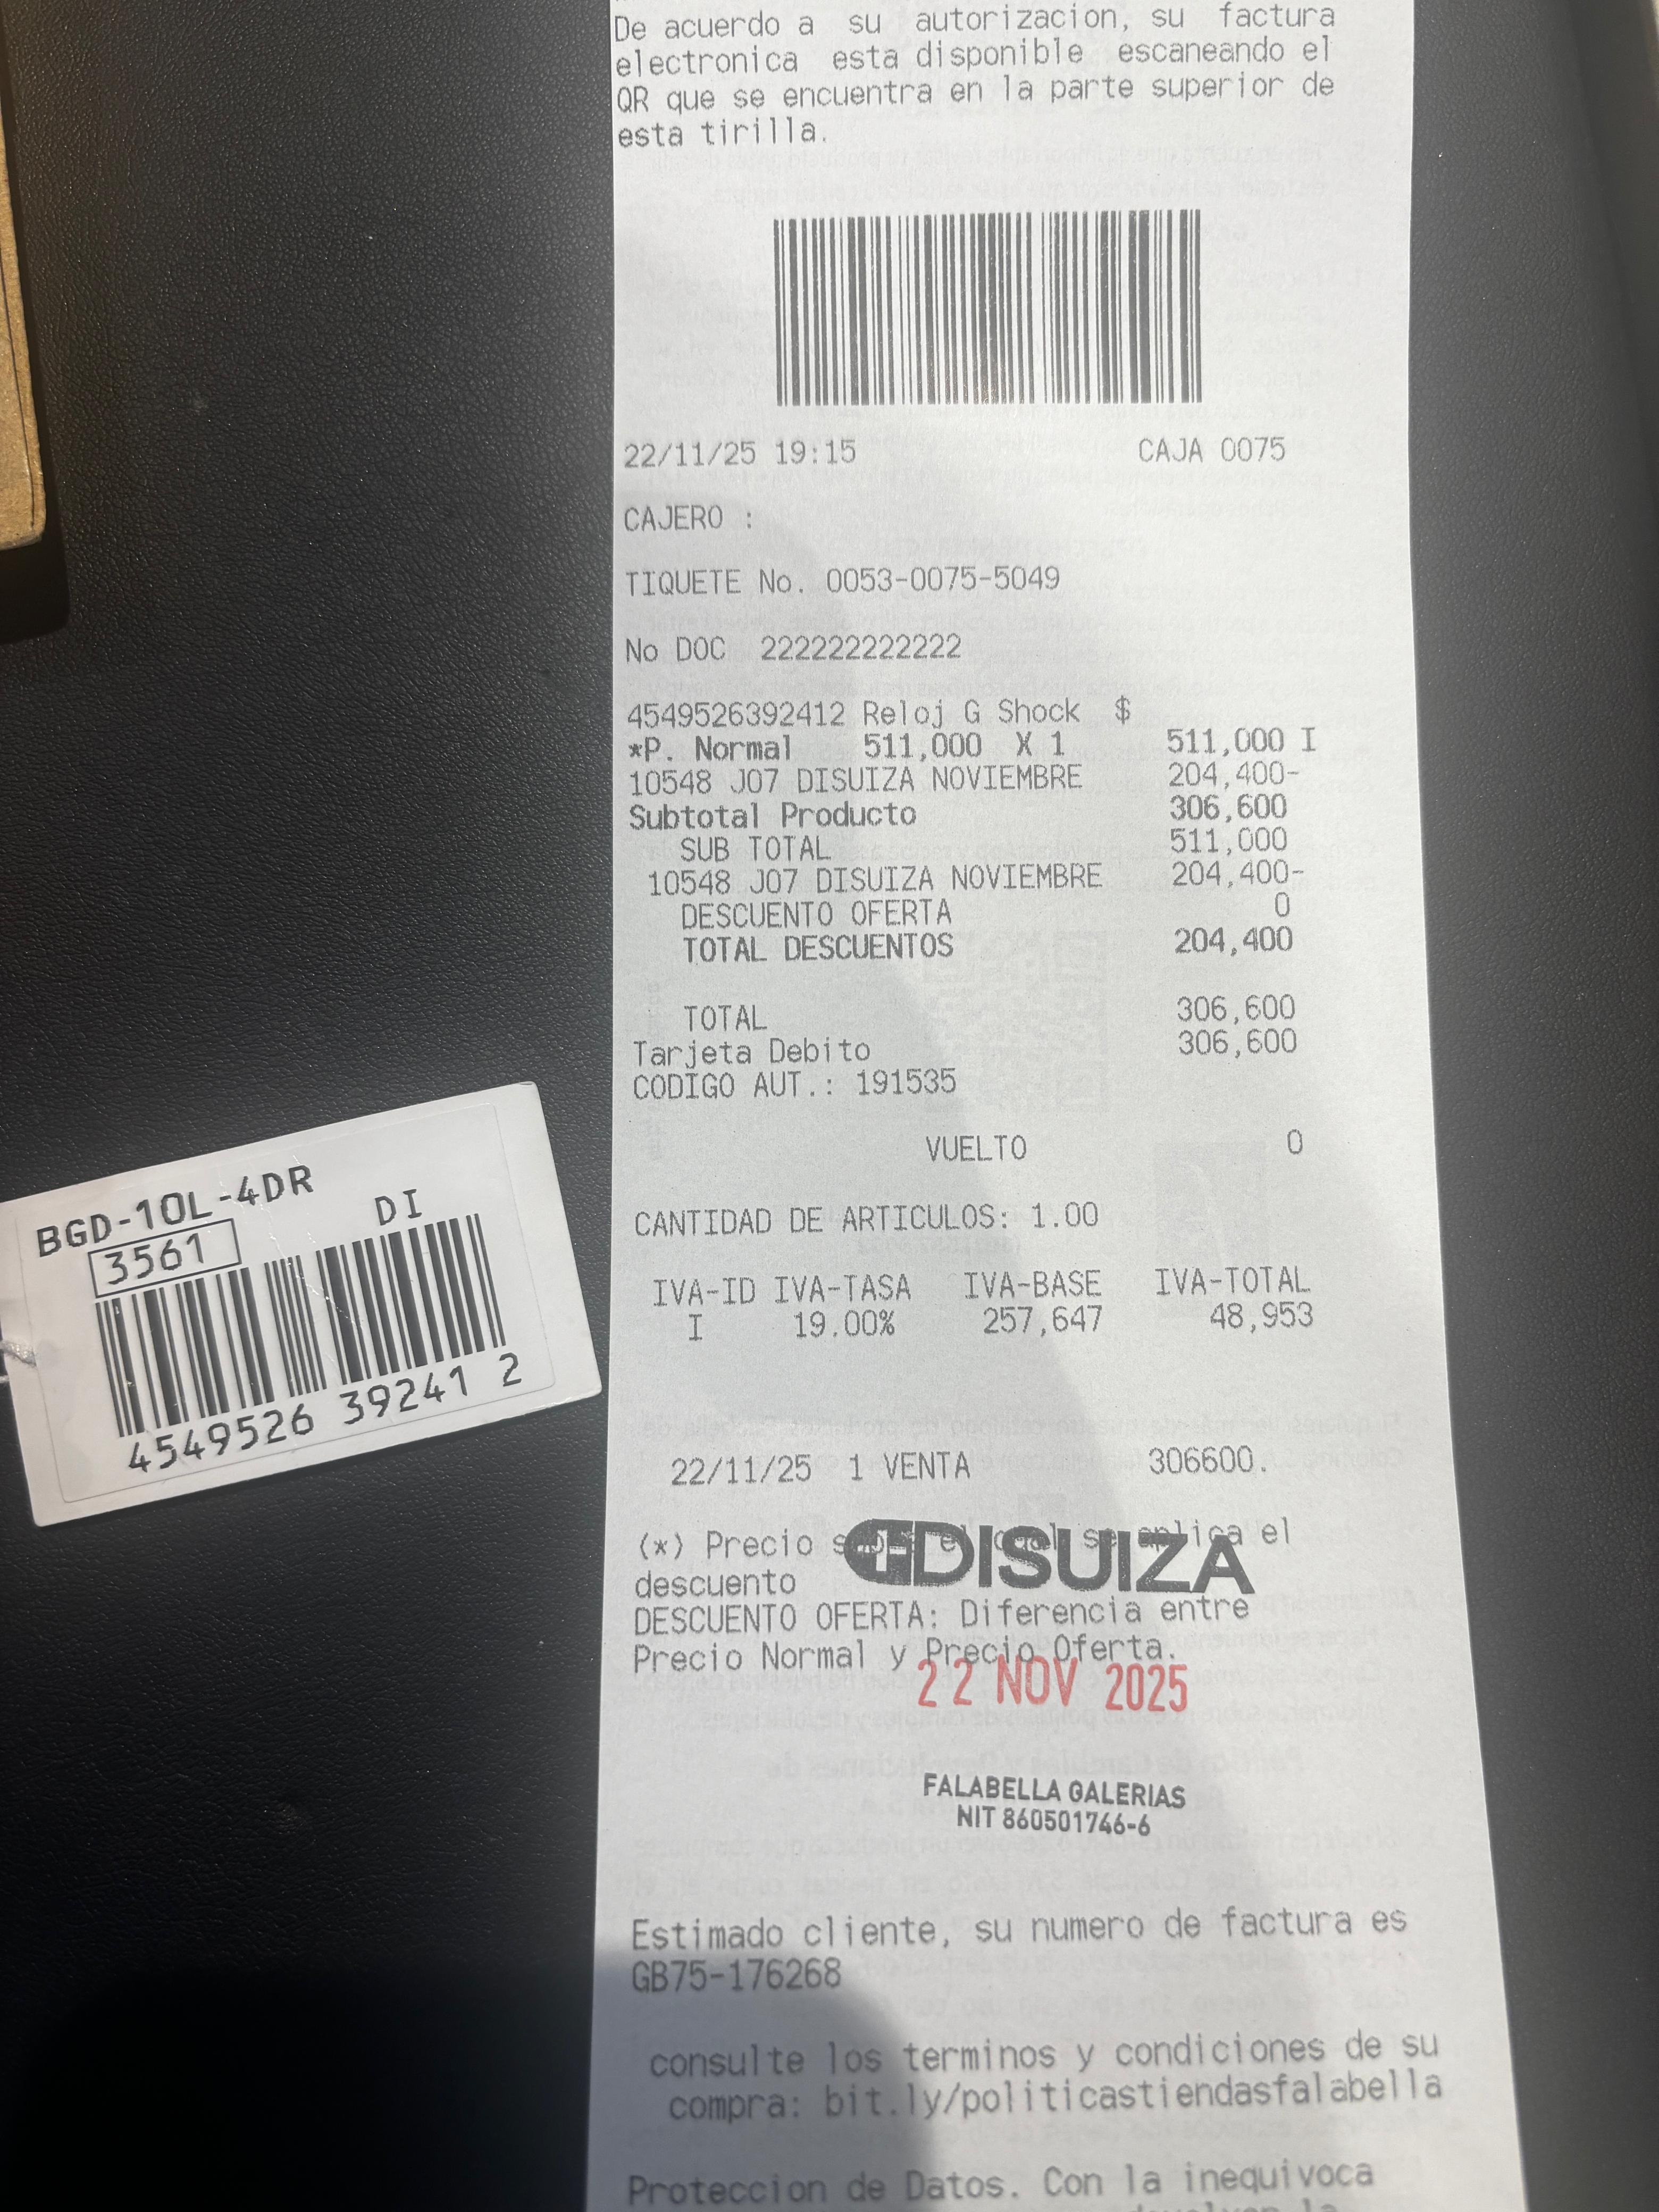 De acuerdo a su autorizacion, su factura
electronica esta disponible escaneando el
QR que se encuentra en la parte superior de
esta tirilla.
22/11/25 19:15 CAJA 0075
CAJERO :
TIQUETE No. 0053-0075-5049
No DOC 222222222222
4549526392412 Reloj G Shock $
*P. Normal 511,000 X 1 511,000 I
10548 J07 DISUIZA NOVIEMBRE 204,400-
Subtotal Producto 306,600
SUB TOTAL 511,000
10548 J07 DISUIZA NOVIEMBRE 204,400-
DESCUENTO OFERTA 0
TOTAL DESCUENTOS 204,400
TOTAL 306,600
Tarjeta Debito 306,600
CODIGO AUT.: 191535
VUELTO 0
CANTIDAD DE ARTICULOS: 1.00
IVA-ID IVA-TASA IVA-BASE IVA-TOTAL
I 19.00% 257,647 48,953
22/11/25 1 VENTA 306600.
(*) Precio sobre el cual se aplica el
descuento
DISUIZA
DESCUENTO OFERTA: Diferencia entre
Precio Normal y Precio Oferta.
22 NOV 2025
FALABELLA GALERIAS
NIT 860501746-6
Estimado cliente, su numero de factura es
GB75-176268
consulte los terminos y condiciones de su
compra: bit.ly/politicastiendasfalabella
Proteccion de Datos. Con la inequivoca
BGD-10L-4DR
DI
3561
4549526 39241 2